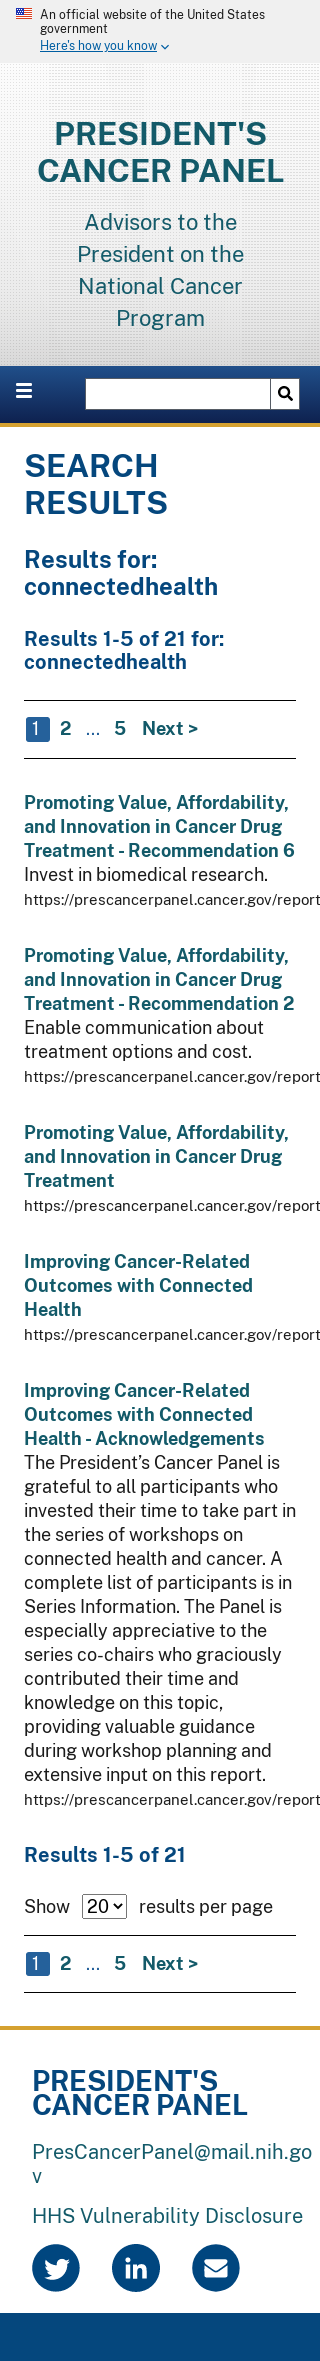 An official website of the United States
government
Here's how you know
PRESIDENT'S
CANCER PANEL
Advisors to the
President on the
National Cancer
Program
SEARCH
RESULTS
Results for:
connectedhealth
Results 1-5 of 21 for:
connectedhealth
1 2 ... 5 Next >
Promoting Value, Affordability,
and Innovation in Cancer Drug
Treatment - Recommendation 6
Invest in biomedical research.
https://prescancerpanel.cancer.gov/report
Promoting Value, Affordability,
and Innovation in Cancer Drug
Treatment - Recommendation 2
Enable communication about
treatment options and cost.
https://prescancerpanel.cancer.gov/report
Promoting Value, Affordability,
and Innovation in Cancer Drug
Treatment
https://prescancerpanel.cancer.gov/report
Improving Cancer-Related
Outcomes with Connected
Health
https://prescancerpanel.cancer.gov/report
Improving Cancer-Related
Outcomes with Connected
Health - Acknowledgements
The President’s Cancer Panel is
grateful to all participants who
invested their time to take part in
the series of workshops on
connected health and cancer. A
complete list of participants is in
Series Information. The Panel is
especially appreciative to the
series co-chairs who graciously
contributed their time and
knowledge on this topic,
providing valuable guidance
during workshop planning and
extensive input on this report.
https://prescancerpanel.cancer.gov/report
Results 1-5 of 21
Show 20 results per page
1 2 ... 5 Next >
PRESIDENT'S
CANCER PANEL
PresCancerPanel@mail.nih.go
v
HHS Vulnerability Disclosure